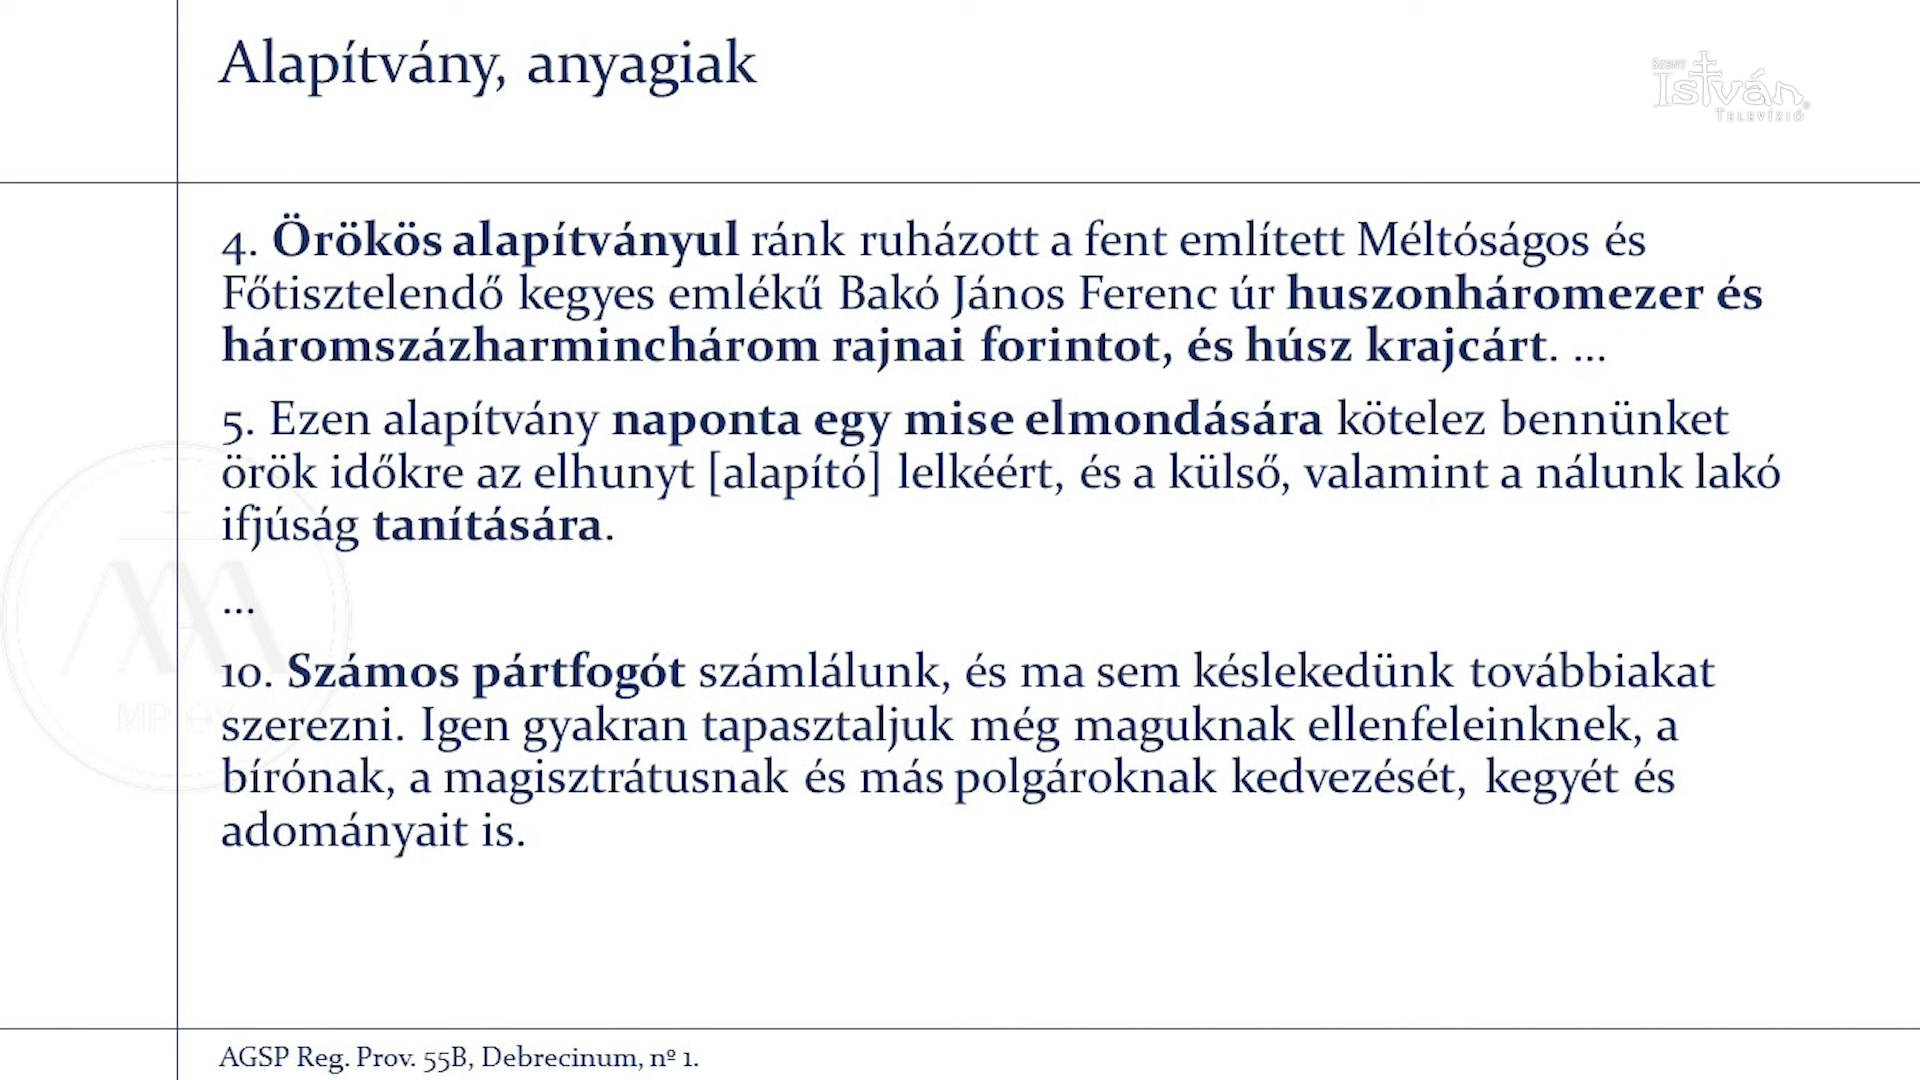 Alapítvány, anyagiak
SZENT
ISTVÁN
TELEVÍZIÓ
4. Örökös alapítványul ránk ruházott a fent említett Méltóságos és
Főtisztelendő kegyes emlékű Bakó János Ferenc úr huszonháromezer és
háromszázharminchárom rajnai forintot, és húsz krajcárt. ...
5. Ezen alapítvány naponta egy mise elmondására kötelez bennünket
örök időkre az elhunyt [alapító] lelkéért, és a külső, valamint a nálunk lakó
ifjúság tanítására.
...
10. Számos pártfogót számlálunk, és ma sem késlekedünk továbbiakat
szerezni. Igen gyakran tapasztaljuk még maguknak ellenfeleinknek, a
bírónak, a magisztrátusnak és más polgároknak kedvezését, kegyét és
adományait is.
MP ΘY
AGSP Reg. Prov. 55B, Debrecinum, nº 1.